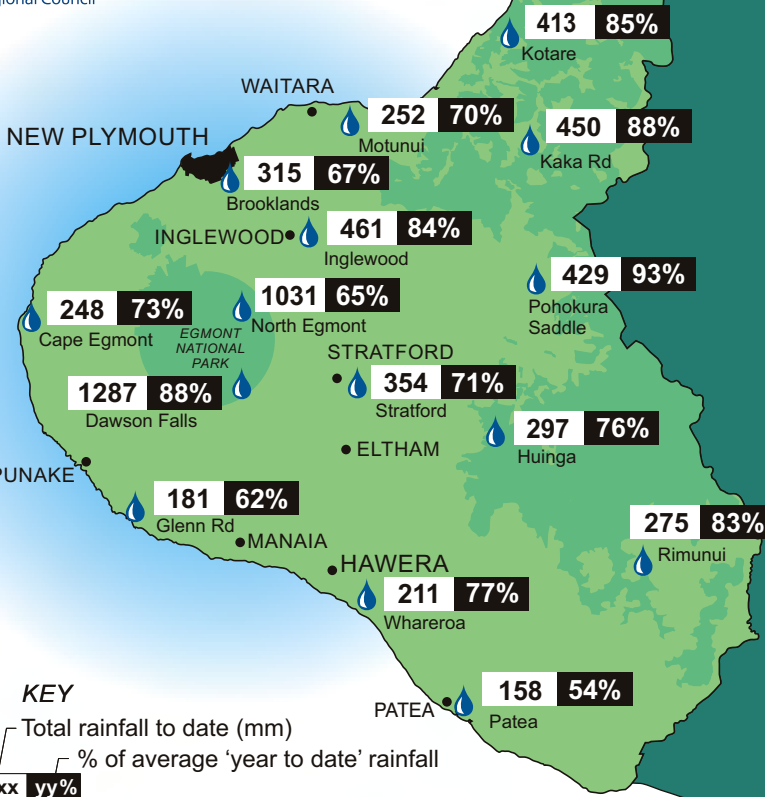 413 85%
Kotare
WAITARA
252 70%
Motunui
450 88%
Kaka Rd
NEW PLYMOUTH
315 67%
Brooklands
INGLEWOOD
461 84%
Inglewood
429 93%
Pohokura
Saddle
248 73%
Cape Egmont
1031 65%
North Egmont
EGMONT
NATIONAL
PARK
STRATFORD
1287 88%
Dawson Falls
354 71%
Stratford
297 76%
Huinga
ELTHAM
PUNAKE
181 62%
Glenn Rd
MANAIA
275 83%
Rimunui
HAWERA
211 77%
Whareroa
158 54%
PATEA
Patea
KEY
Total rainfall to date (mm)
% of average ‘year to date’ rainfall
xx yy%